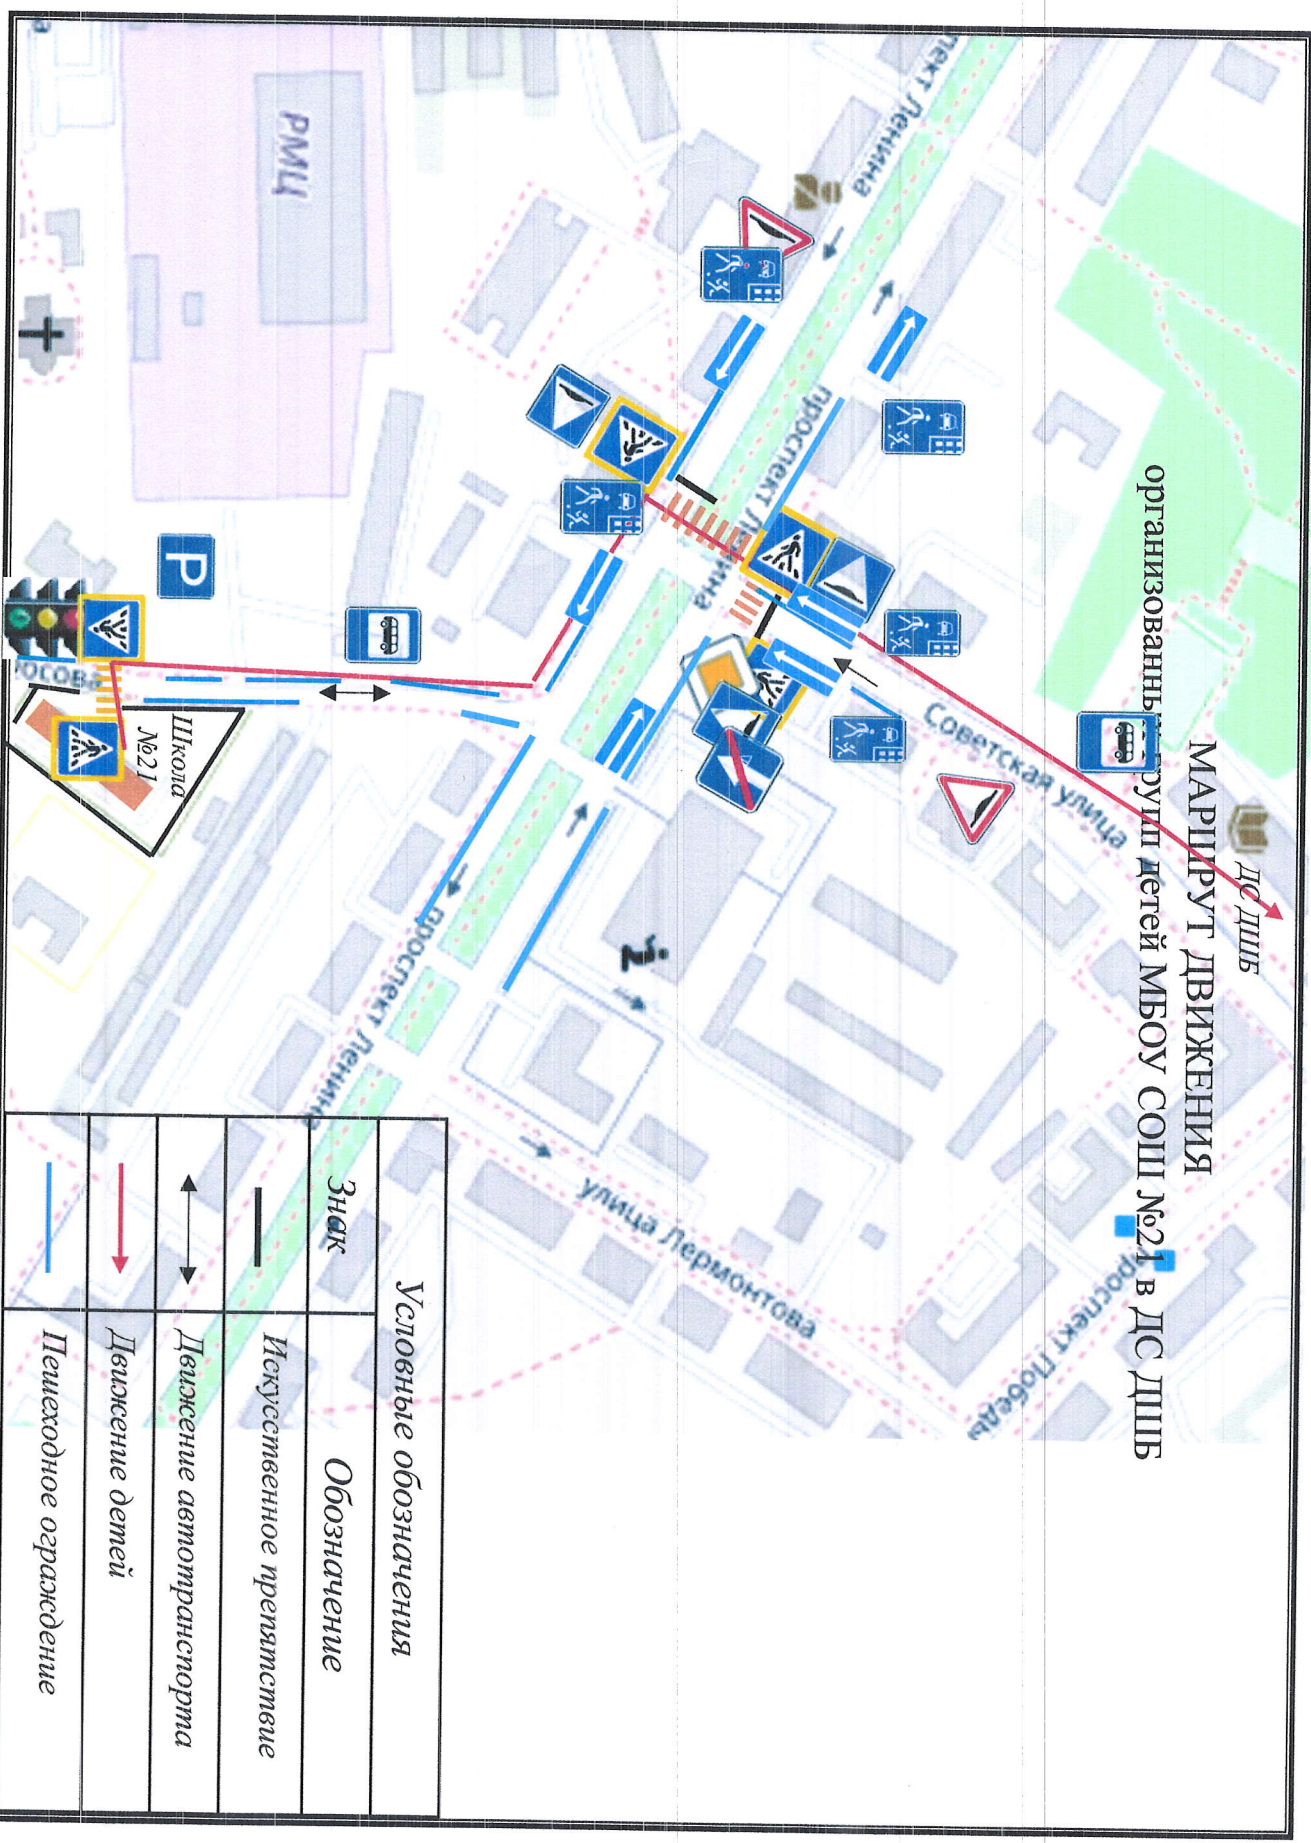 МАРШРУТ ДВИЖЕНИЯ
организованных групп детей МБОУ СОШ №21 в ДС ДШБ
ДС ДШБ
проспект Победы
Советская улица
улица Лермонтова
проспект Ленина
проспект Ленина
проспект Ленина
Ленина
РМЦ
P
Школа
№21
Условные обозначения
Знак
Обозначение
Искусственное препятствие
Движение автотранспорта
Движение детей
Пешеходное ограждение